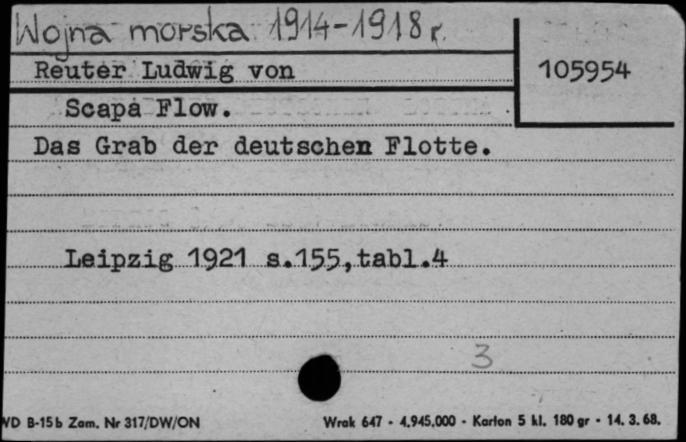 Wojna morska 1914-1918 r.
Reuter Ludwig von
105954
Scapa Flow.
Das Grab der deutschen Flotte.
Leipzig 1921 s.155,tabl.4
3
WD B-15b Zam. Nr 317/DW/ON
Wrak 647 - 4.945.000 - Karton 5 kl. 180 gr - 14. 3. 68.